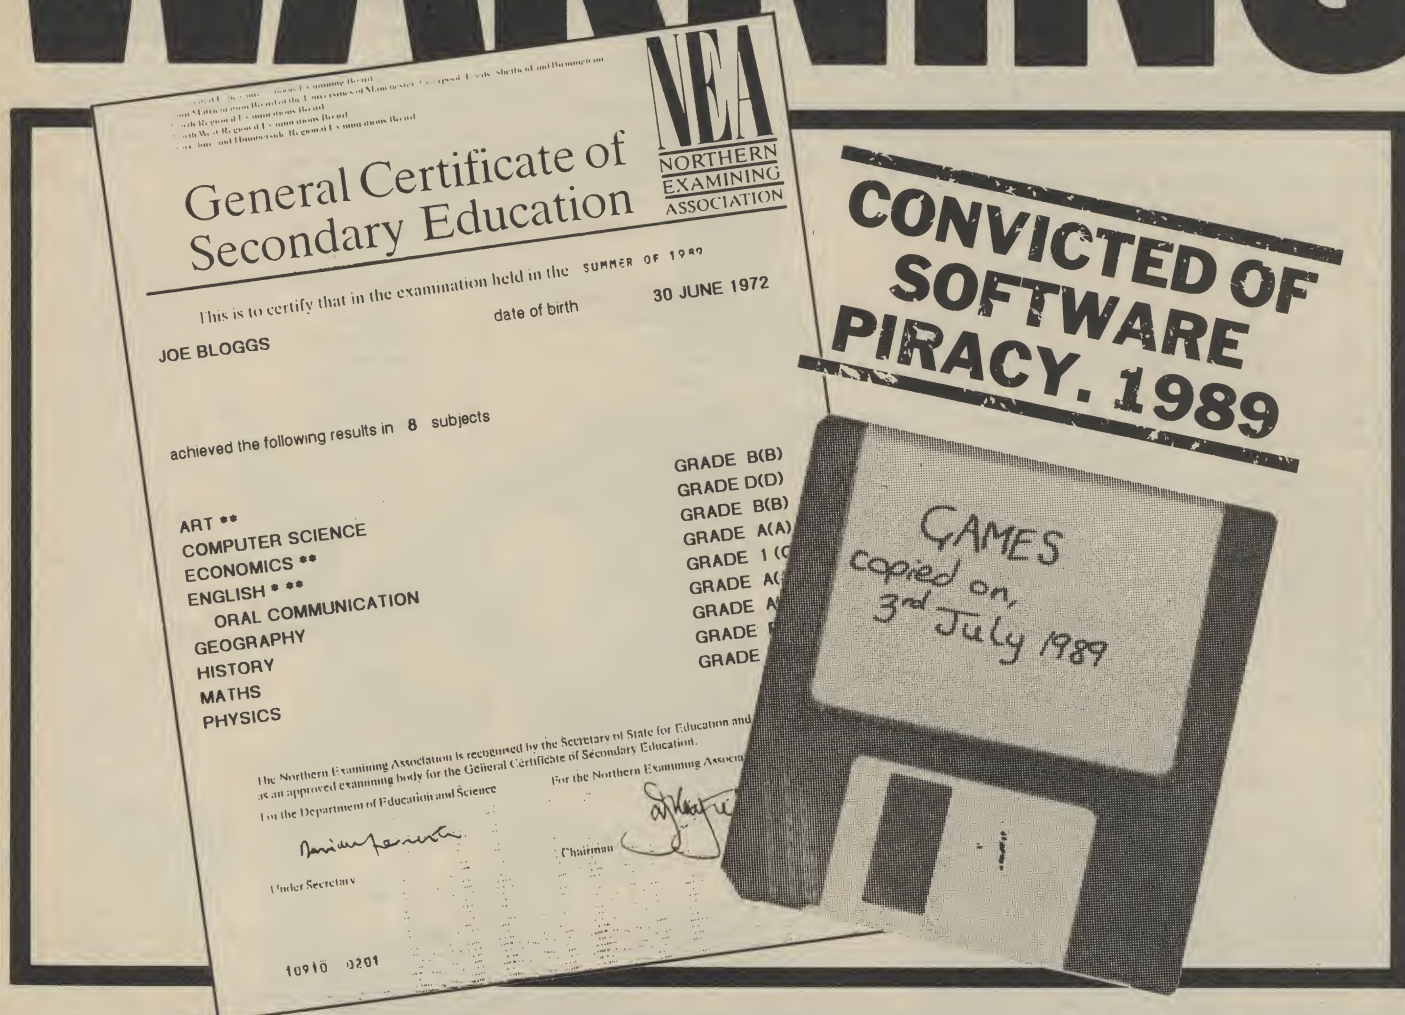 WARNING
Regional Examinations Board
General Certificate of
Secondary Education
NEA
NORTHERN
EXAMINING
ASSOCIATION
This is to certify that in the examination held in the SUMMER OF
date of birth 30 JUNE 1972
JOE BLOGGS
achieved the following results in 8 subjects
ART ** GRADE B(B)
COMPUTER SCIENCE GRADE D(D)
ECONOMICS ** GRADE B(B)
ENGLISH * ** GRADE A(A)
ORAL COMMUNICATION GRADE 1 (
GEOGRAPHY GRADE A(
HISTORY GRADE A
MATHS GRADE
PHYSICS GRADE
The Northern Examining Association is recognised by the Secretary of State for Education and
as an approved examining body for the General Certificate of Secondary Education.
For the Department of Education and Science For the Northern Examining Associa
Chairman
Under Secretary
10910 0201
CONVICTED OF
SOFTWARE
PIRACY. 1989
GAMES
copied on,
3rd July 1989